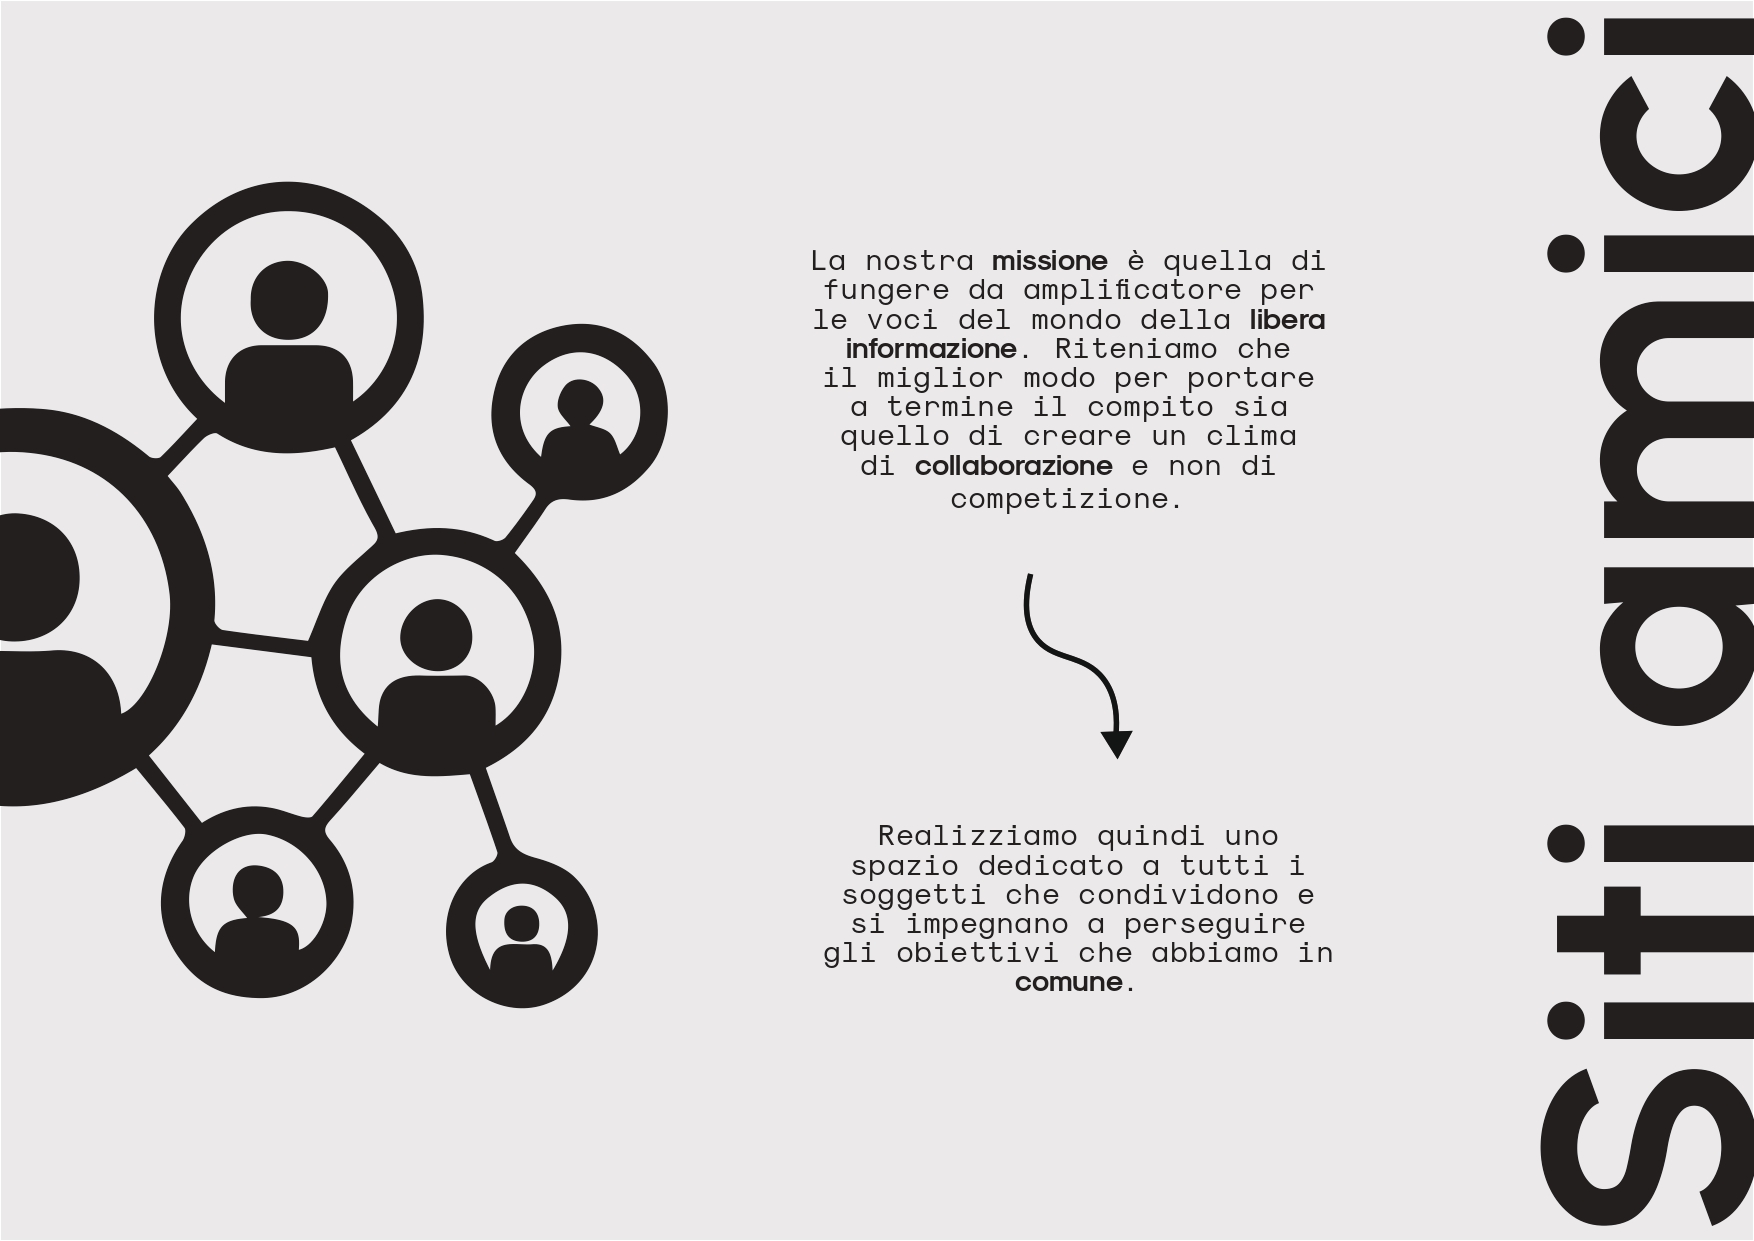 La nostra missione è quella di
fungere da amplificatore per
le voci del mondo della libera
informazione. Riteniamo che
il miglior modo per portare
a termine il compito sia
quello di creare un clima
di collaborazione e non di
competizione.
Realizziamo quindi uno
spazio dedicato a tutti i
soggetti che condividono e
si impegnano a perseguire
gli obiettivi che abbiamo in
comune.
Siti amici